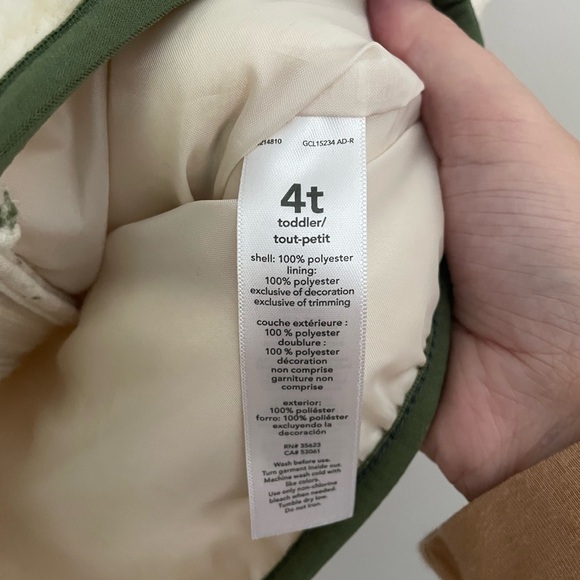 214810 GCL15234 AD-R
4t
toddler/
tout-petit
shell: 100% polyester
lining:
100% polyester
exclusive of decoration
exclusive of trimming
couche extérieure :
100 % polyester
doublure :
100 % polyester
décoration
non comprise
garniture non
comprise
exterior:
100% poliéster
forro: 100% poliéster
excluyendo la
decoración
RN# 35623
CA# 53061
Wash before use.
Turn garment inside out.
Machine wash cold with
like colors.
Use only non-chlorine
bleach when needed.
Tumble dry low.
Do not iron.